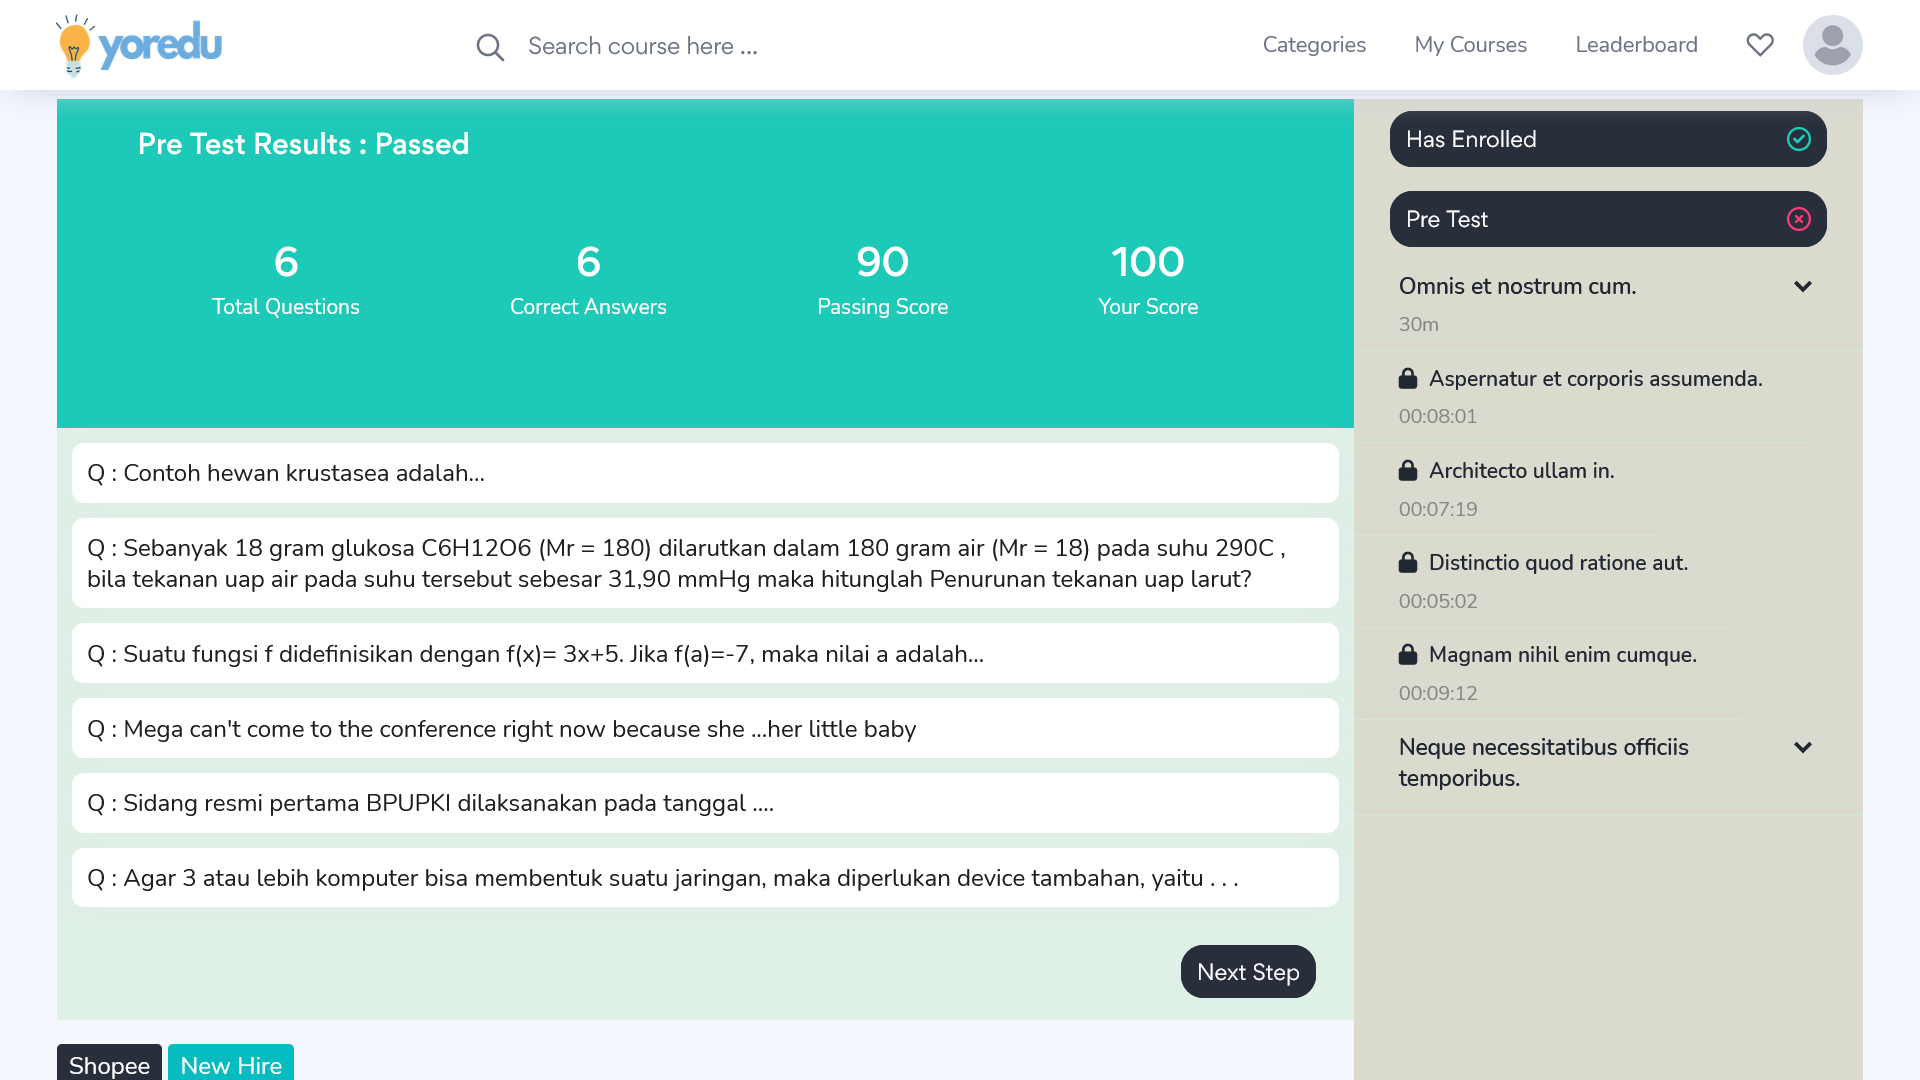 yoredu
Search course here ...
Categories
My Courses
Leaderboard
Pre Test Results : Passed
6
Total Questions
6
Correct Answers
90
Passing Score
100
Your Score
Q : Contoh hewan krustasea adalah...
Q : Sebanyak 18 gram glukosa C6H12O6 (Mr = 180) dilarutkan dalam 180 gram air (Mr = 18) pada suhu 290C ,
bila tekanan uap air pada suhu tersebut sebesar 31,90 mmHg maka hitunglah Penurunan tekanan uap larut?
Q : Suatu fungsi f didefinisikan dengan f(x)= 3x+5. Jika f(a)=-7, maka nilai a adalah...
Q : Mega can't come to the conference right now because she ...her little baby
Q : Sidang resmi pertama BPUPKI dilaksanakan pada tanggal ....
Q : Agar 3 atau lebih komputer bisa membentuk suatu jaringan, maka diperlukan device tambahan, yaitu . . .
Next Step
Shopee
New Hire
Has Enrolled
Pre Test
Omnis et nostrum cum.
30m
Aspernatur et corporis assumenda.
00:08:01
Architecto ullam in.
00:07:19
Distinctio quod ratione aut.
00:05:02
Magnam nihil enim cumque.
00:09:12
Neque necessitatibus officiis
temporibus.